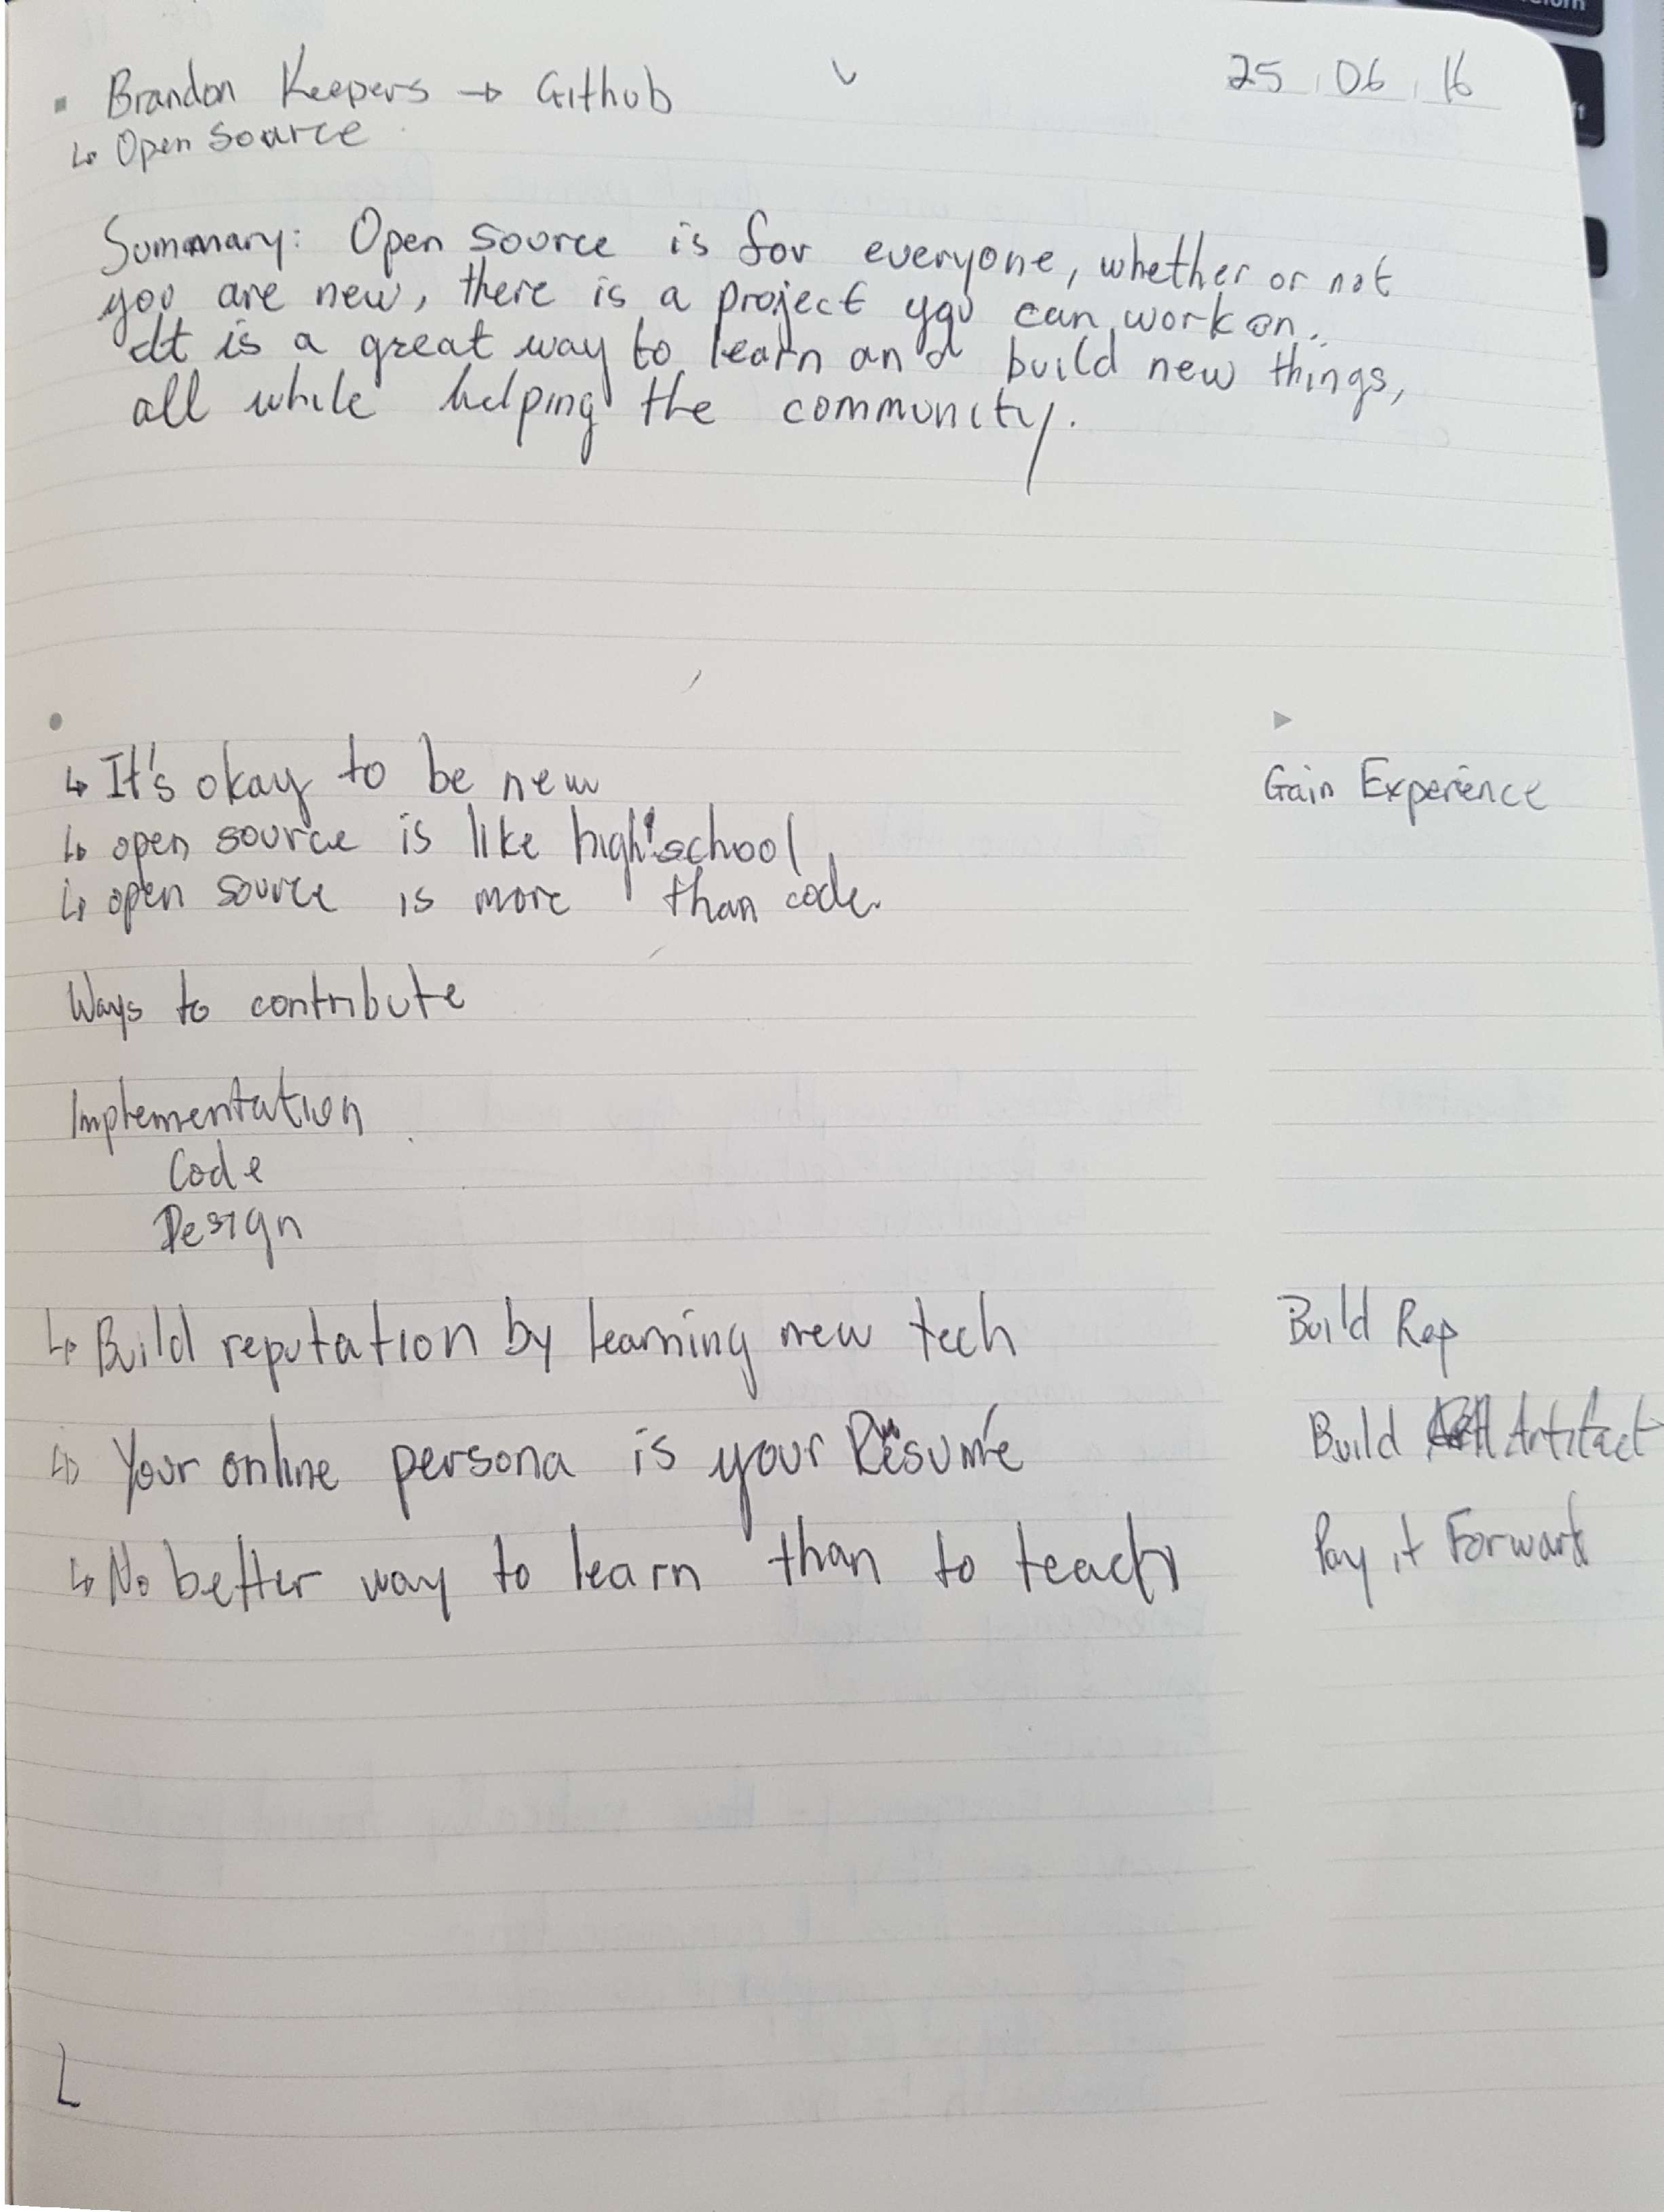 Brandon Keepers → Github
25 06 16
↳ Open source
Summary: Open source is for everyone, whether or not
you are new, there is a project you can work on.
It is a great way to learn and build new things,
all while helping the community.
↳ It's okay to be new
Gain Experience
↳ open source is like high school
↳ open source is more than code.
Ways to contribute
Implementation
Code
Design
↳ Build reputation by learning new tech
Build Rep
↳ Your online persona is your Résumé
Build Artifact
↳ No better way to learn than to teach
Pay it Forward